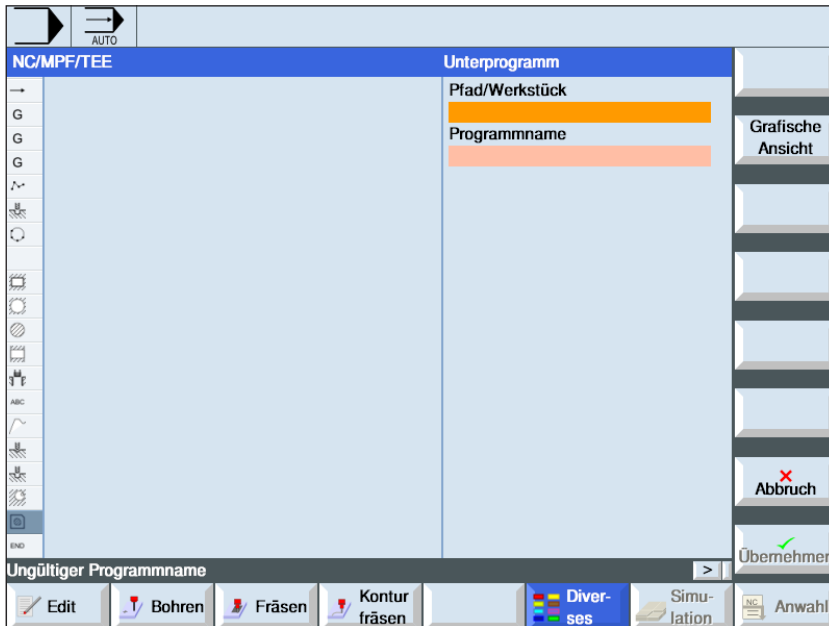 AUTO
NC/MPF/TEE
Unterprogramm
Pfad/Werkstück
Programmname
G
G
G
ABC
END
Grafische
Ansicht
Abbruch
Übernehmen
Ungültiger Programmname
>
Edit
Bohren
Fräsen
Kontur
fräsen
Diver-
ses
Simu-
lation
NC
Anwahl